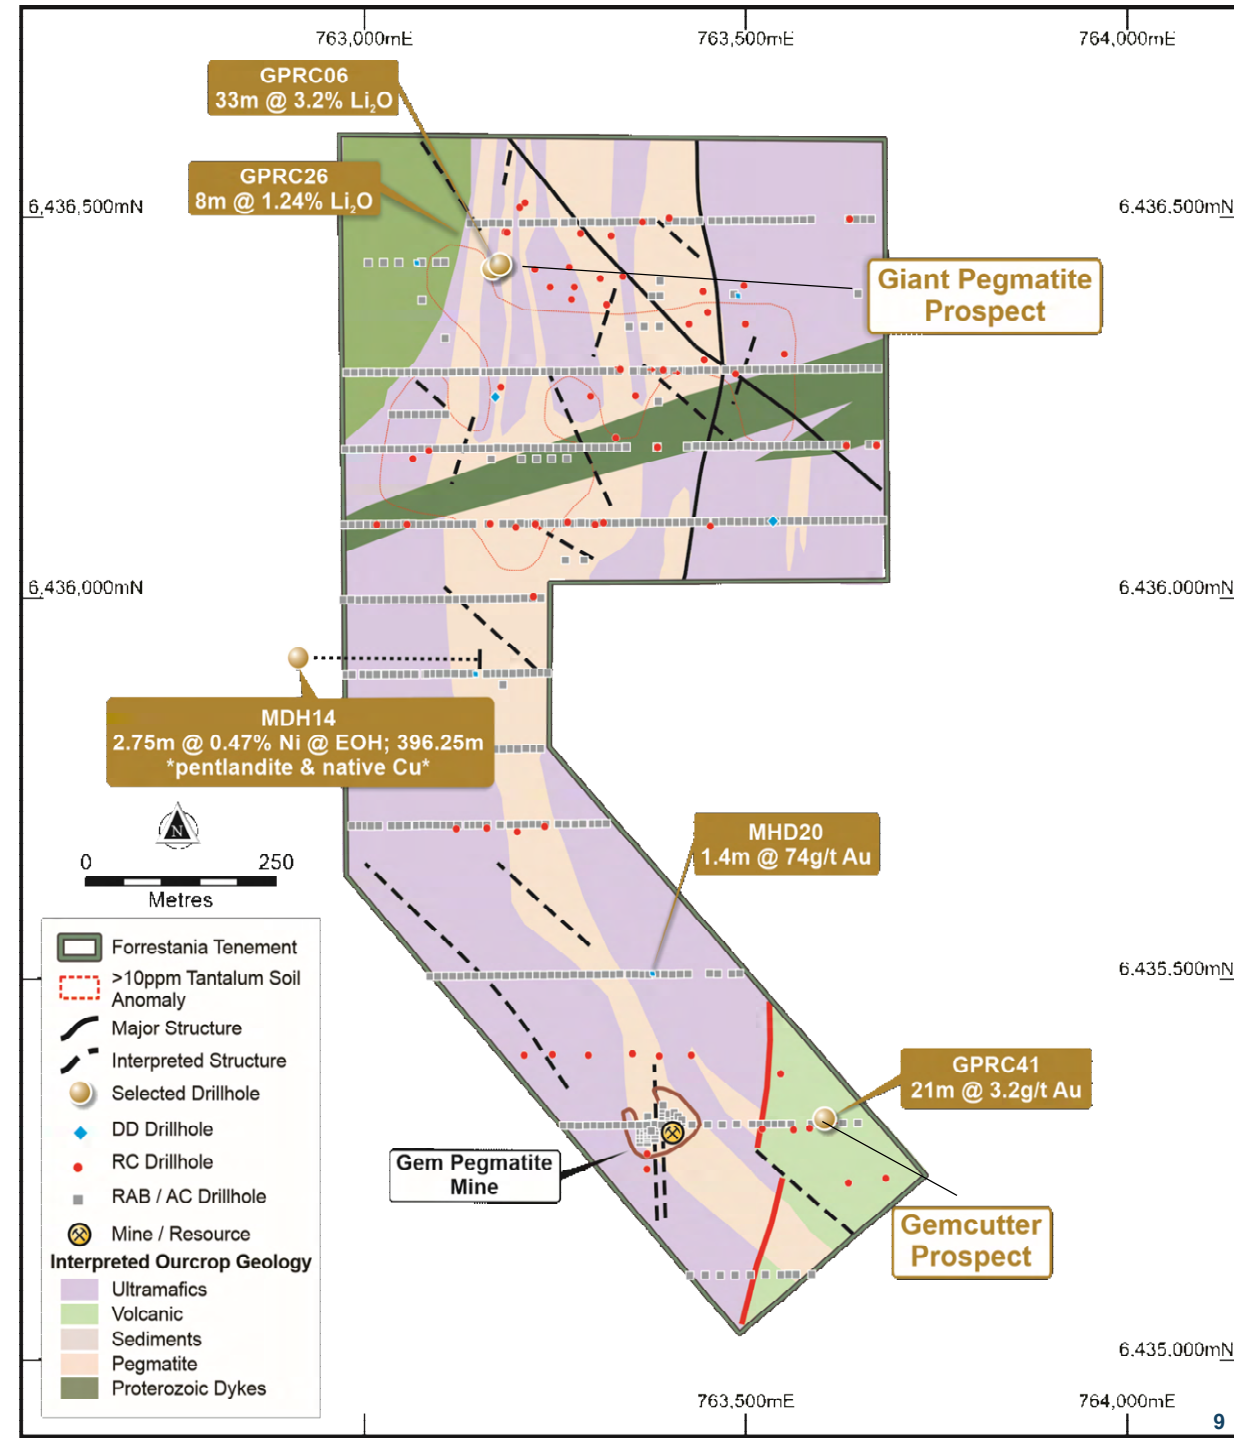 763,000mE
763,500mE
764,000mE
GPRC06
33m @ 3.2% Li₂O
GPRC26
8m @ 1.24% Li₂O
6,436,500mN
6.436.500mN
Giant Pegmatite
Prospect
6,436,000mN
6.436.000mN
MDH14
2.75m @ 0.47% Ni @ EOH; 396.25m
*pentlandite & native Cu*
N
0
250
Metres
MHD20
1.4m @ 74g/t Au
Forrestania Tenement
>10ppm Tantalum Soil
Anomaly
Major Structure
Interpreted Structure
Selected Drillhole
DD Drillhole
RC Drillhole
RAB / AC Drillhole
Mine / Resource
Interpreted Ourcrop Geology
Ultramafics
Volcanic
Sediments
Pegmatite
Proterozoic Dykes
6.435.500mN
GPRC41
21m @ 3.2g/t Au
Gem Pegmatite
Mine
Gemcutter
Prospect
6.435.000mN
763,500mE
764,000mE
9